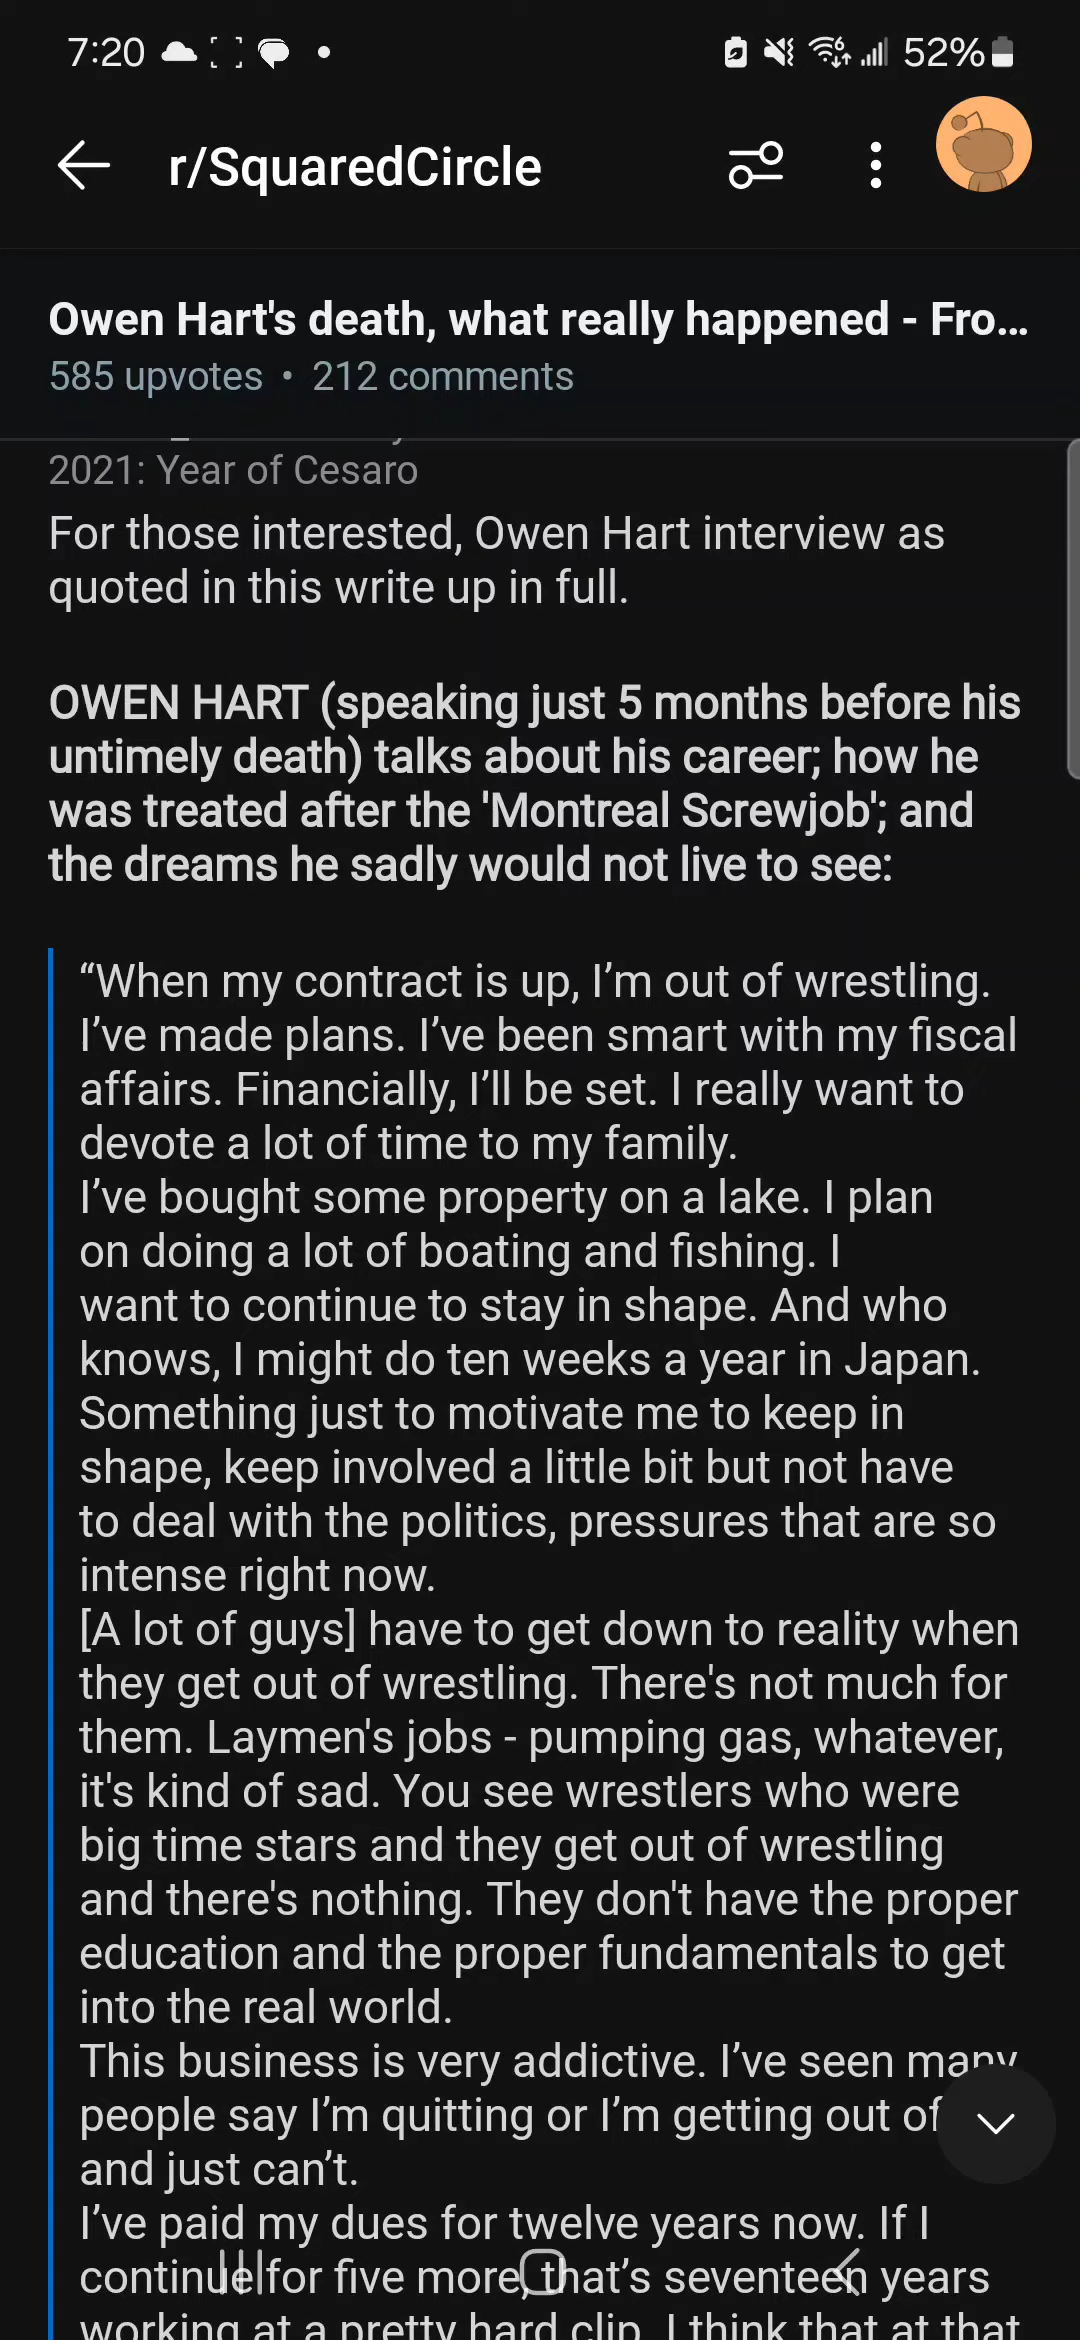 7:20 52%
r/SquaredCircle
Owen Hart's death, what really happened - Fro...
585 upvotes • 212 comments
2021: Year of Cesaro
For those interested, Owen Hart interview as
quoted in this write up in full.
OWEN HART (speaking just 5 months before his
untimely death) talks about his career; how he
was treated after the 'Montreal Screwjob'; and
the dreams he sadly would not live to see:
“When my contract is up, I’m out of wrestling.
I’ve made plans. I’ve been smart with my fiscal
affairs. Financially, I’ll be set. I really want to
devote a lot of time to my family.
I’ve bought some property on a lake. I plan
on doing a lot of boating and fishing. I
want to continue to stay in shape. And who
knows, I might do ten weeks a year in Japan.
Something just to motivate me to keep in
shape, keep involved a little bit but not have
to deal with the politics, pressures that are so
intense right now.
[A lot of guys] have to get down to reality when
they get out of wrestling. There's not much for
them. Laymen's jobs - pumping gas, whatever,
it's kind of sad. You see wrestlers who were
big time stars and they get out of wrestling
and there's nothing. They don't have the proper
education and the proper fundamentals to get
into the real world.
This business is very addictive. I’ve seen many
people say I’m quitting or I’m getting out of
and just can’t.
I’ve paid my dues for twelve years now. If I
continue for five more, that’s seventeen years
working at a pretty hard clip. I think that at that